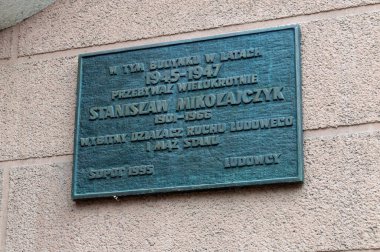 W TYM BUDYNKU W LATACH
1945-1947
PRZEBYWAŁ WIELOKROTNIE
STANISŁAW MIKOŁAJCZYK
1901-1966
WYBITNY DZIAŁACZ RUCHU LUDOWEGO
I MĄŻ STANU
SOPOT 1995 LUDOWCY